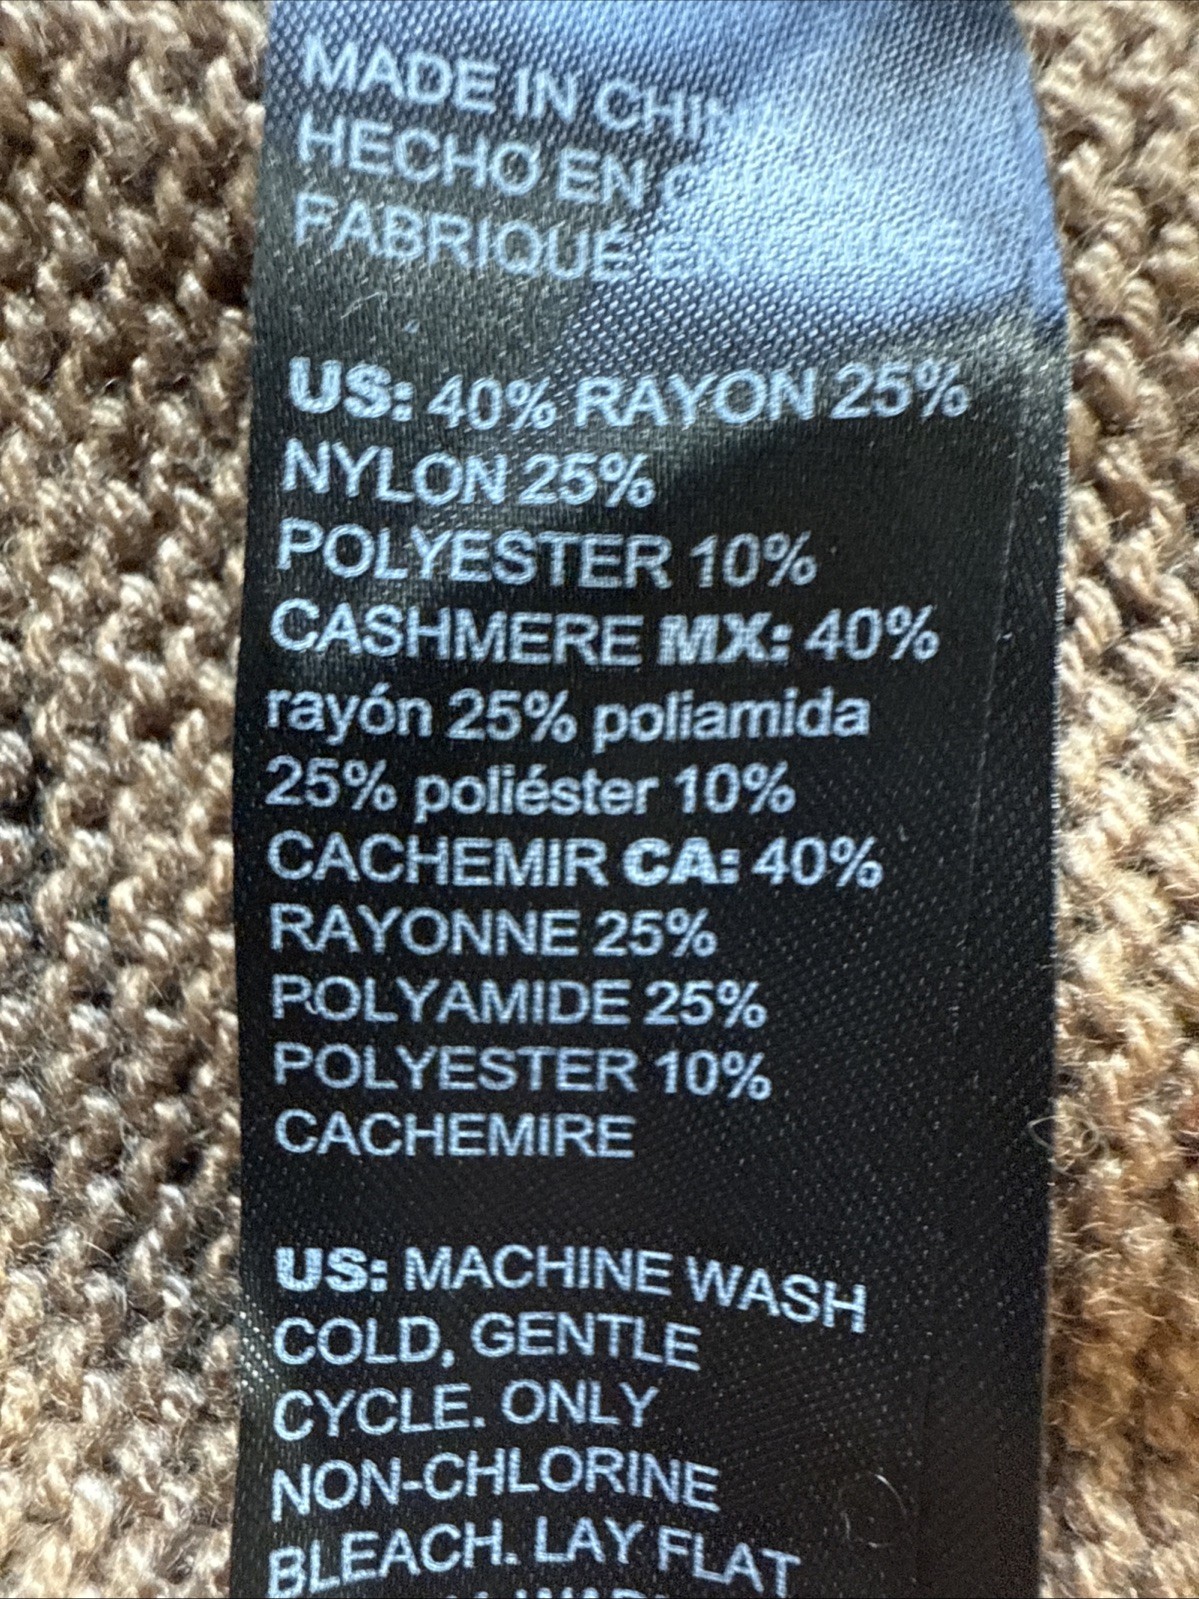 MADE IN CHINA
HECHO EN
FABRIQUÉ EN
US: 40% RAYON 25%
NYLON 25%
POLYESTER 10%
CASHMERE MX: 40%
rayón 25% poliamida
25% poliéster 10%
CACHEMIR CA: 40%
RAYONNE 25%
POLYAMIDE 25%
POLYESTER 10%
CACHEMIRE
US: MACHINE WASH
COLD, GENTLE
CYCLE. ONLY
NON-CHLORINE
BLEACH. LAY FLAT